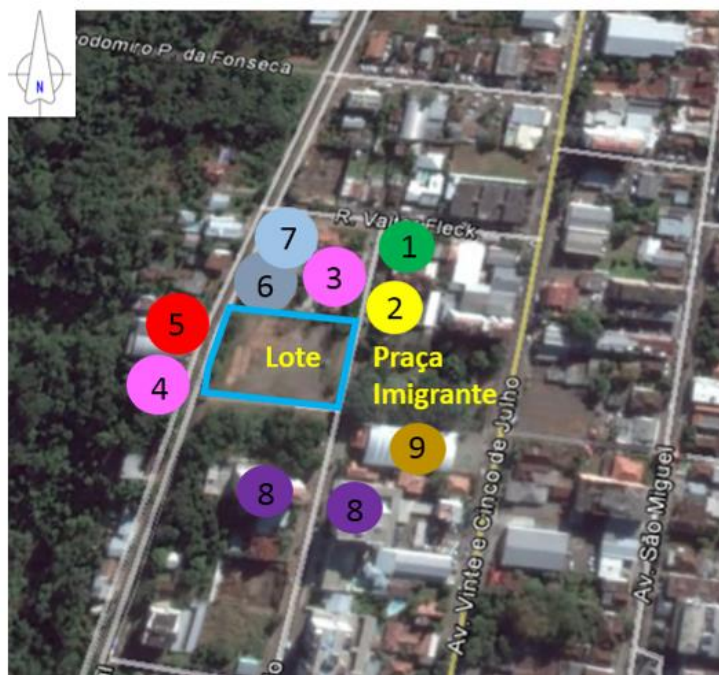 odomiro P. da Fonseca
N
R. Valter Fleck
7
1
3
6
2
5
Lote
Praça
Imigrante
4
9
8
8
Av. Vinte e Cinco de Julho
Av. São Miguel